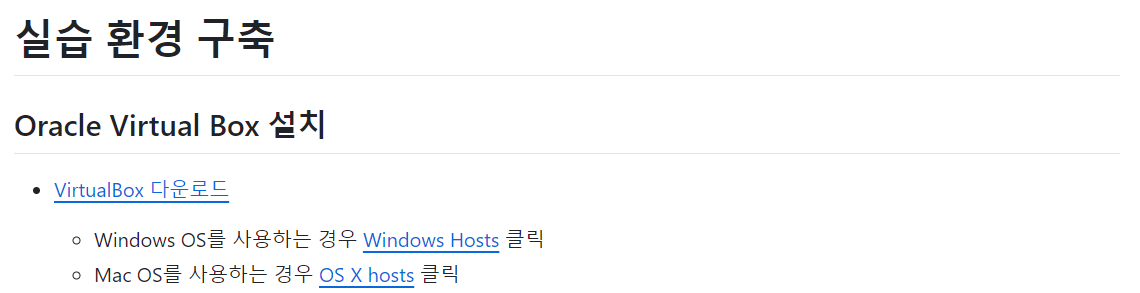 실습 환경 구축
Oracle Virtual Box 설치
VirtualBox 다운로드
Windows OS를 사용하는 경우 Windows Hosts 클릭
Mac OS를 사용하는 경우 OS X hosts 클릭